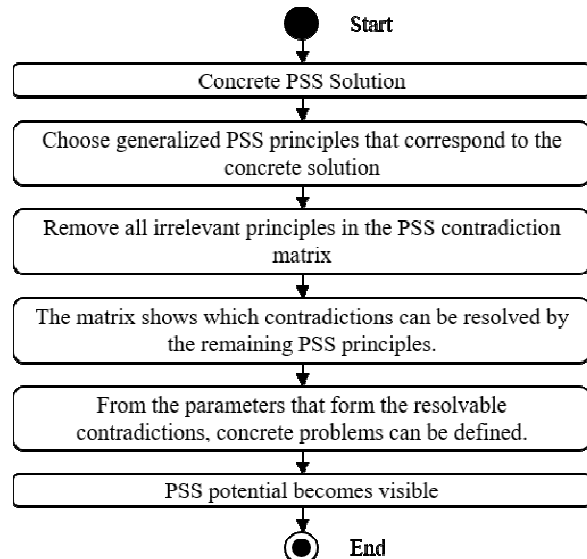 Start
Concrete PSS Solution
Choose generalized PSS principles that correspond to the
concrete solution
Remove all irrelevant principles in the PSS contradiction
matrix
The matrix shows which contradictions can be resolved by
the remaining PSS principles.
From the parameters that form the resolvable
contradictions, concrete problems can be defined.
PSS potential becomes visible
End